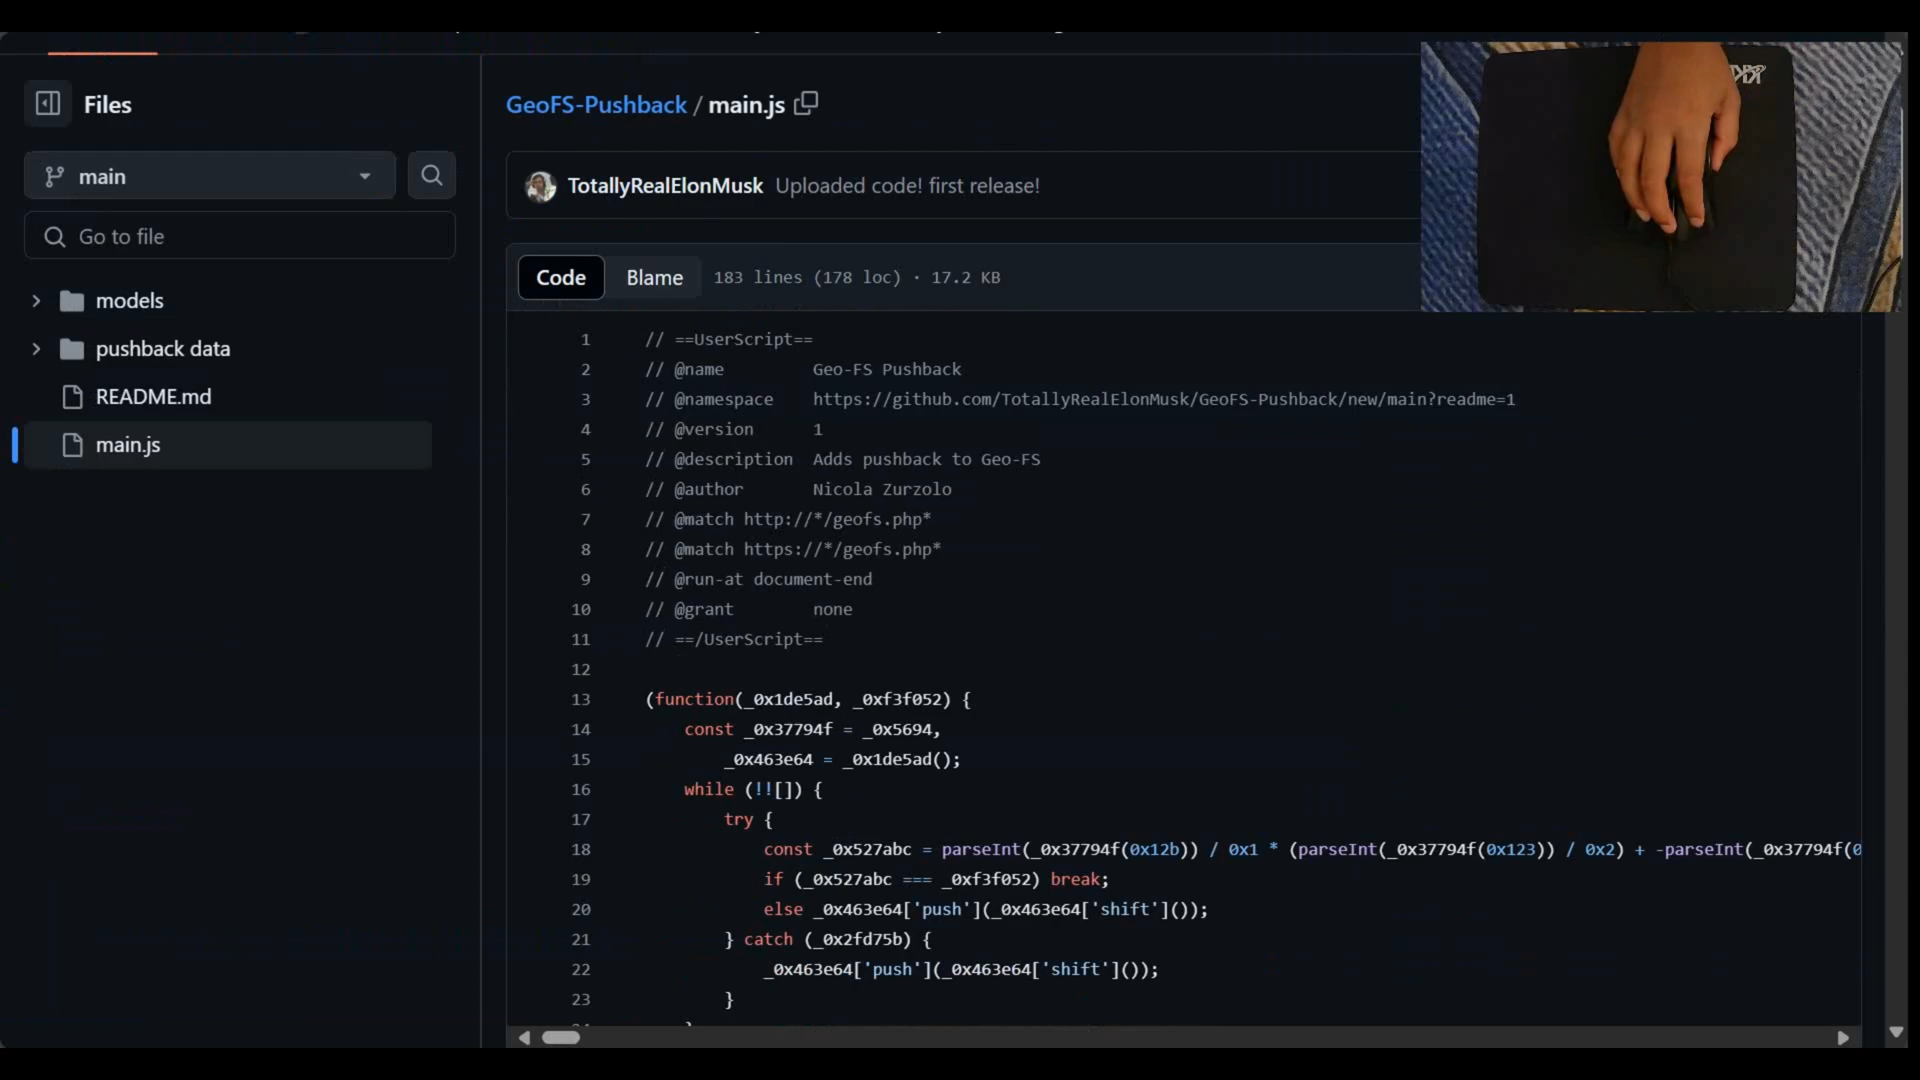 Files
main
Go to file
models
pushback data
README.md
main.js
GeoFS-Pushback / main.js
TotallyRealElonMusk Uploaded code! first release!
Code Blame 183 lines (178 loc) · 17.2 KB
1 // ==UserScript==
2 // @name Geo-FS Pushback
3 // @namespace https://github.com/TotallyRealElonMusk/GeoFS-Pushback/new/main?readme=1
4 // @version 1
5 // @description Adds pushback to Geo-FS
6 // @author Nicola Zurzolo
7 // @match http://*/geofs.php*
8 // @match https://*/geofs.php*
9 // @run-at document-end
10 // @grant none
11 // ==/UserScript==
12
13 (function(_0x1de5ad, _0xf3f052) {
14 const _0x37794f = _0x5694,
15 _0x463e64 = _0x1de5ad();
16 while (!![]) {
17 try {
18 const _0x527abc = parseInt(_0x37794f(0x12b)) / 0x1 * (parseInt(_0x37794f(0x123)) / 0x2) + -parseInt(_0x37794f(0
19 if (_0x527abc === _0xf3f052) break;
20 else _0x463e64['push'](_0x463e64['shift']());
21 } catch (_0x2fd75b) {
22 _0x463e64['push'](_0x463e64['shift']());
23 }